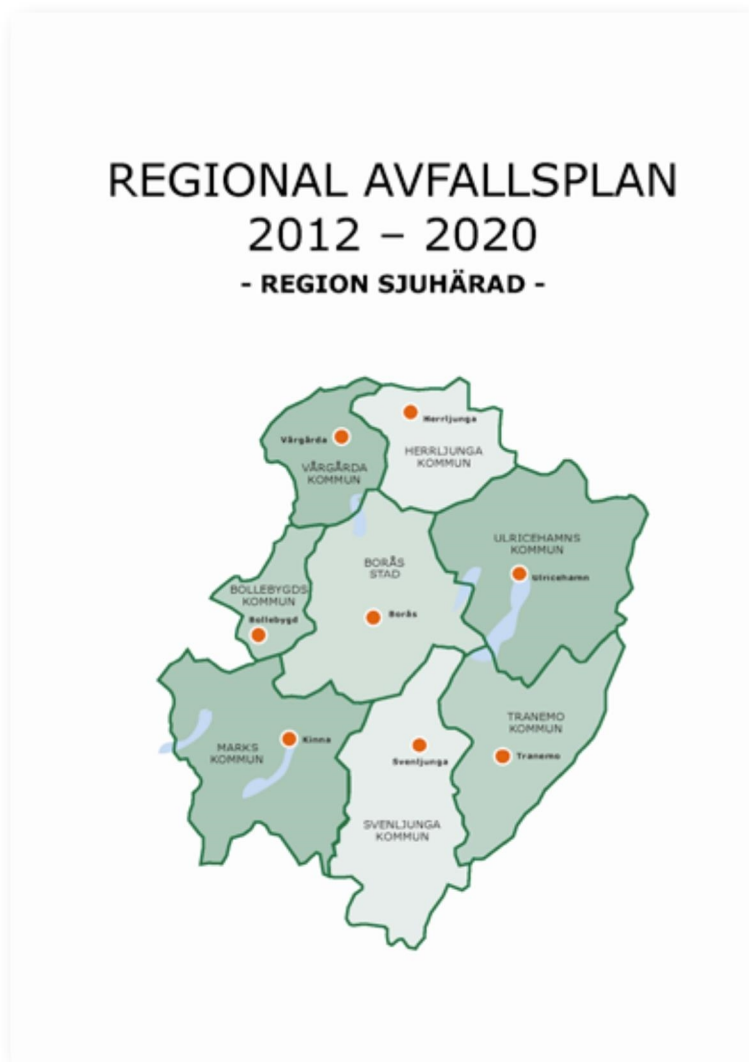 REGIONAL AVFALLSPLAN
2012 – 2020
- REGION SJUHÄRAD -
Herrljunga
Vårgårda
HERRLJUNGA
KOMMUN
VÅRGÅRDA
KOMMUN
ULRICEHAMNS
KOMMUN
BORÅS
STAD
Ulricehamn
BOLLEBYGDS
KOMMUN
Borås
Bollebygd
TRANEMO
KOMMUN
Kinna
MARKS
KOMMUN
Tranemo
Svenljunga
SVENLJUNGA
KOMMUN